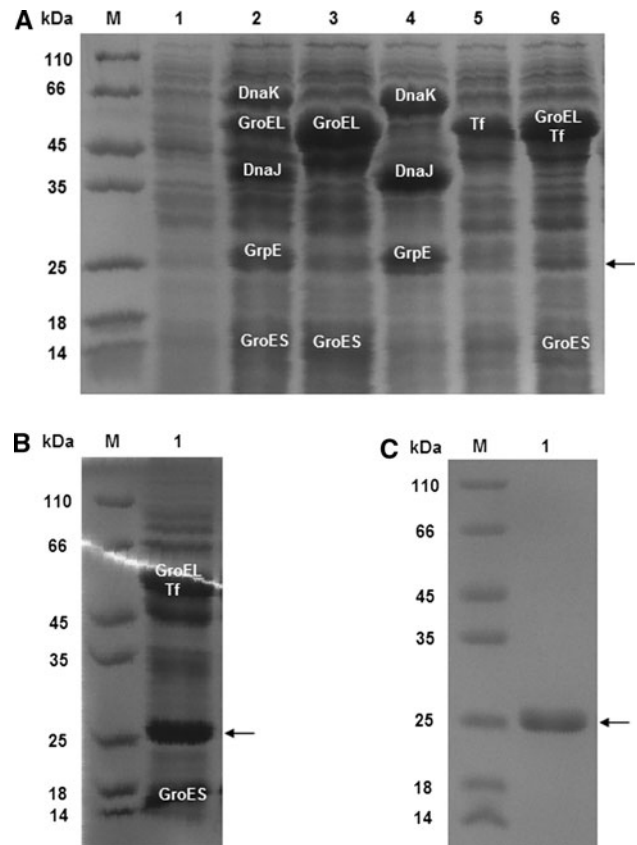 A kDa M 1 2 3 4 5 6
110
66 DnaK DnaK
GroEL GroEL Tf GroEL
Tf
45
DnaJ DnaJ
35
GrpE GrpE
25
18
GroES GroES GroES
14
B kDa M 1
110
66
GroEL
Tf
45
35
25
18 GroES
14
C kDa M 1
110
66
45
35
25
18
14